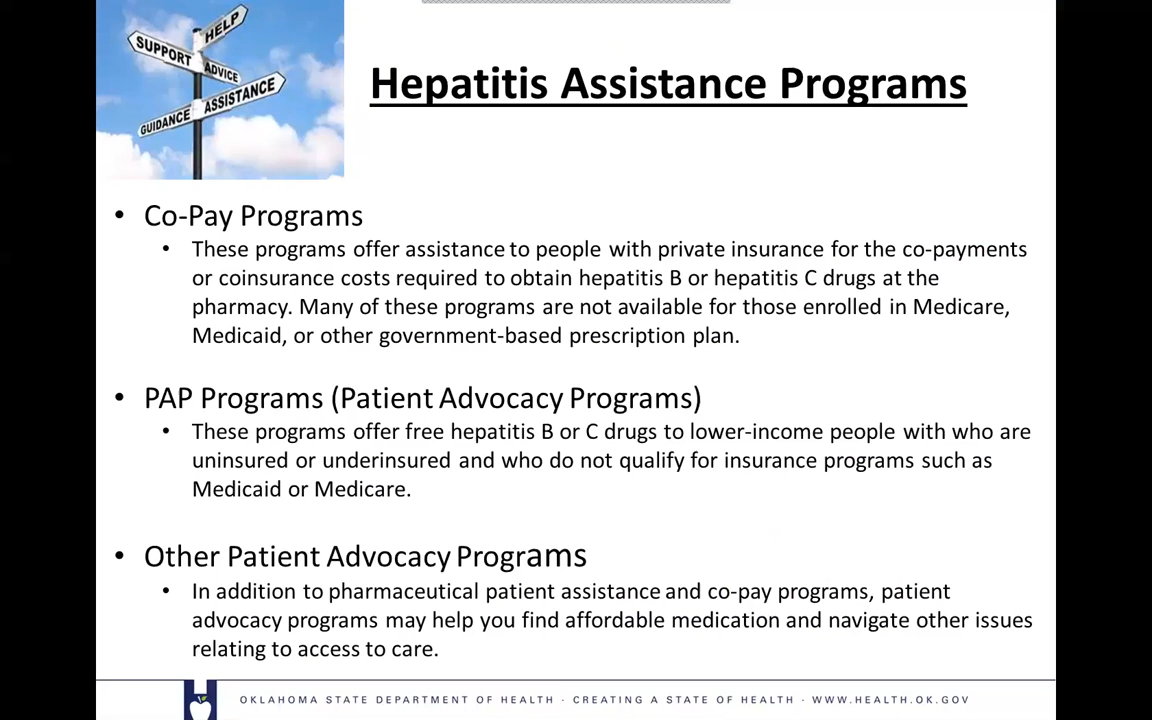 HELP
SUPPORT
ADVICE
ASSISTANCE
GUIDANCE
Hepatitis Assistance Programs
• Co-Pay Programs
• These programs offer assistance to people with private insurance for the co-payments
or coinsurance costs required to obtain hepatitis B or hepatitis C drugs at the
pharmacy. Many of these programs are not available for those enrolled in Medicare,
Medicaid, or other government-based prescription plan.
• PAP Programs (Patient Advocacy Programs)
• These programs offer free hepatitis B or C drugs to lower-income people with who are
uninsured or underinsured and who do not qualify for insurance programs such as
Medicaid or Medicare.
• Other Patient Advocacy Programs
• In addition to pharmaceutical patient assistance and co-pay programs, patient
advocacy programs may help you find affordable medication and navigate other issues
relating to access to care.
OKLAHOMA STATE DEPARTMENT OF HEALTH · CREATING A STATE OF HEALTH · WWW.HEALTH.OK.GOV